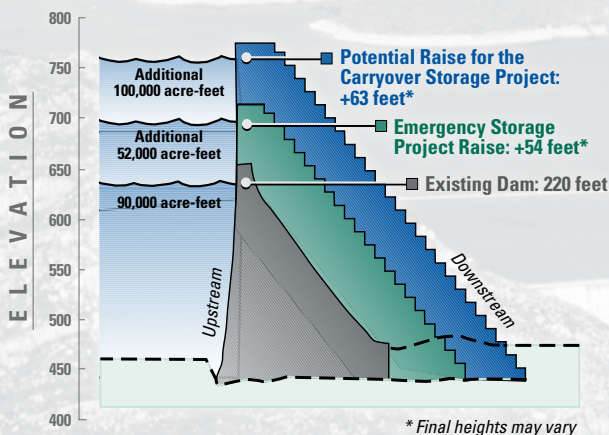 800
750
700
650
600
550
500
450
400
ELEVATION
Additional
100,000 acre-feet
Additional
52,000 acre-feet
90,000 acre-feet
Potential Raise for the
Carryover Storage Project:
+63 feet*
Emergency Storage
Project Raise: +54 feet*
Existing Dam: 220 feet
Upstream
Downstream
* Final heights may vary